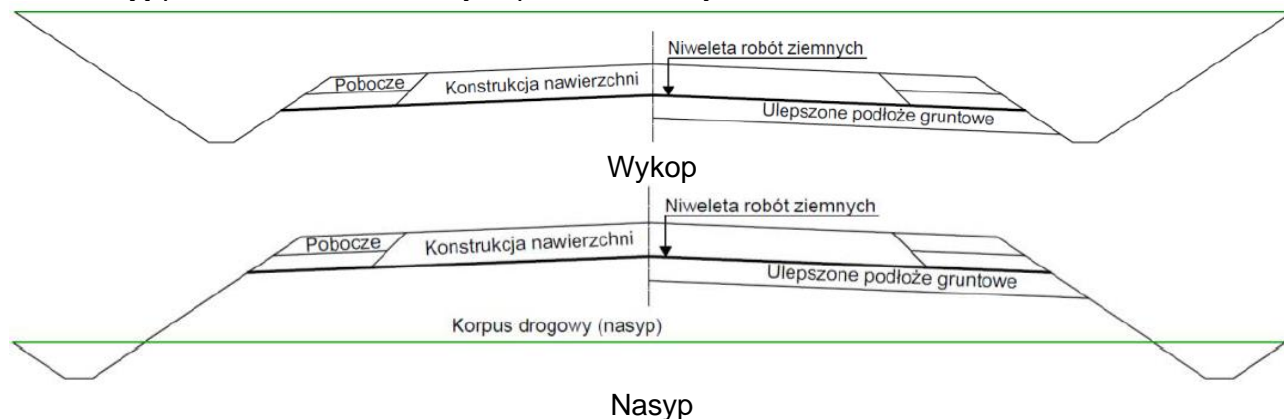 Niweleta robót ziemnych
Pobocze
Konstrukcja nawierzchni
Ulepszone podłoże gruntowe
Wykop
Niweleta robót ziemnych
Pobocze
Konstrukcja nawierzchni
Ulepszone podłoże gruntowe
Korpus drogowy (nasyp)
Nasyp